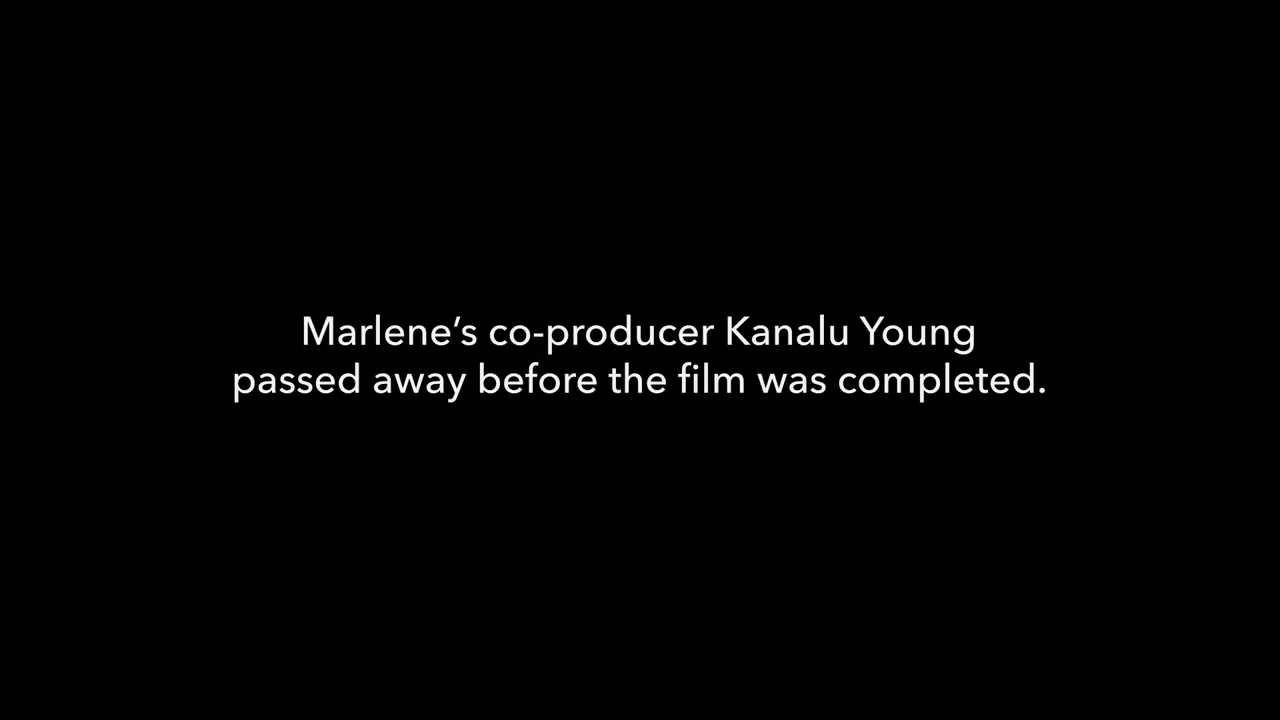 Marlene‘s co-producer Kanalu Young
passed away before the film was completed.